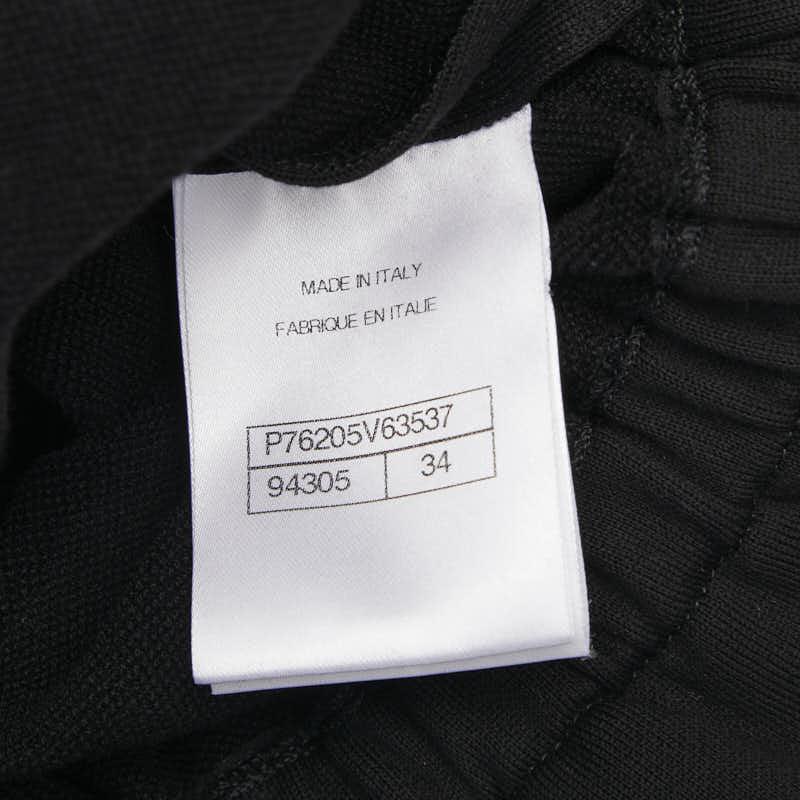 MADE IN ITALY
FABRIQUE EN ITALIE
P76205V63537
94305 34